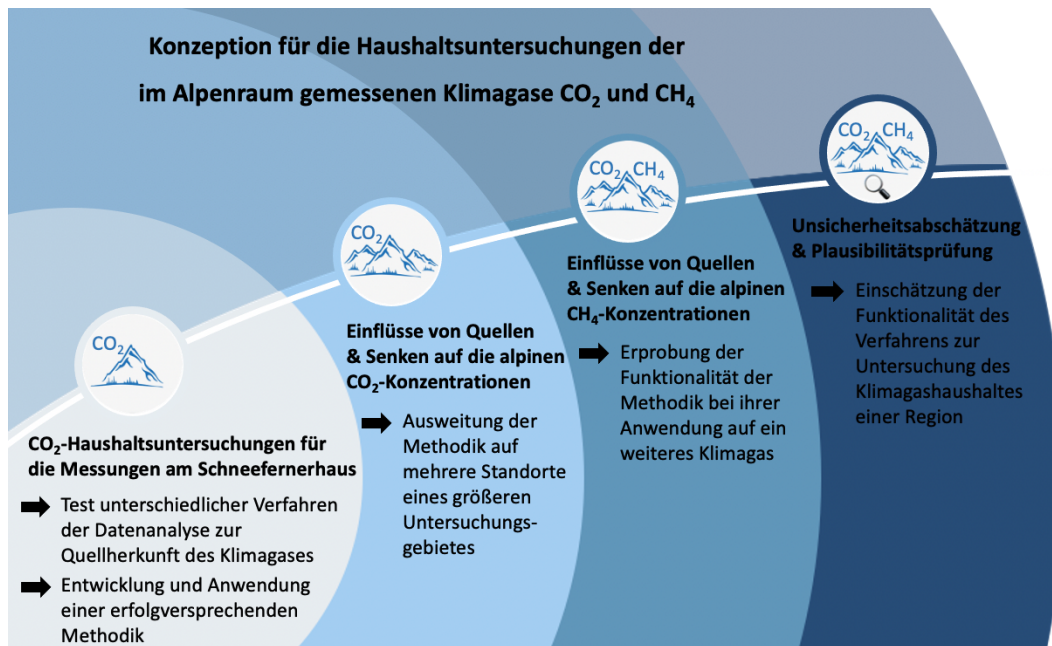 Konzeption für die Haushaltsuntersuchungen der
im Alpenraum gemessenen Klimagase CO₂ und CH₄
CO₂
CO₂-Haushaltsuntersuchungen für
die Messungen am Schneefernerhaus
Test unterschiedlicher Verfahren
der Datenanalyse zur
Quellherkunft des Klimagases
Entwicklung und Anwendung
einer erfolgversprechenden
Methodik
CO₂
Einflüsse von Quellen
& Senken auf die alpinen
CO₂-Konzentrationen
Ausweitung der
Methodik auf
mehrere Standorte
eines größeren
Untersuchungs-
gebietes
CO₂ CH₄
Einflüsse von Quellen
& Senken auf die alpinen
CH₄-Konzentrationen
Erprobung der
Funktionalität der
Methodik bei ihrer
Anwendung auf ein
weiteres Klimagas
CO₂ CH₄
Unsicherheitsabschätzung
& Plausibilitätsprüfung
Einschätzung der
Funktionalität des
Verfahrens zur
Untersuchung des
Klimagashaushaltes
einer Region